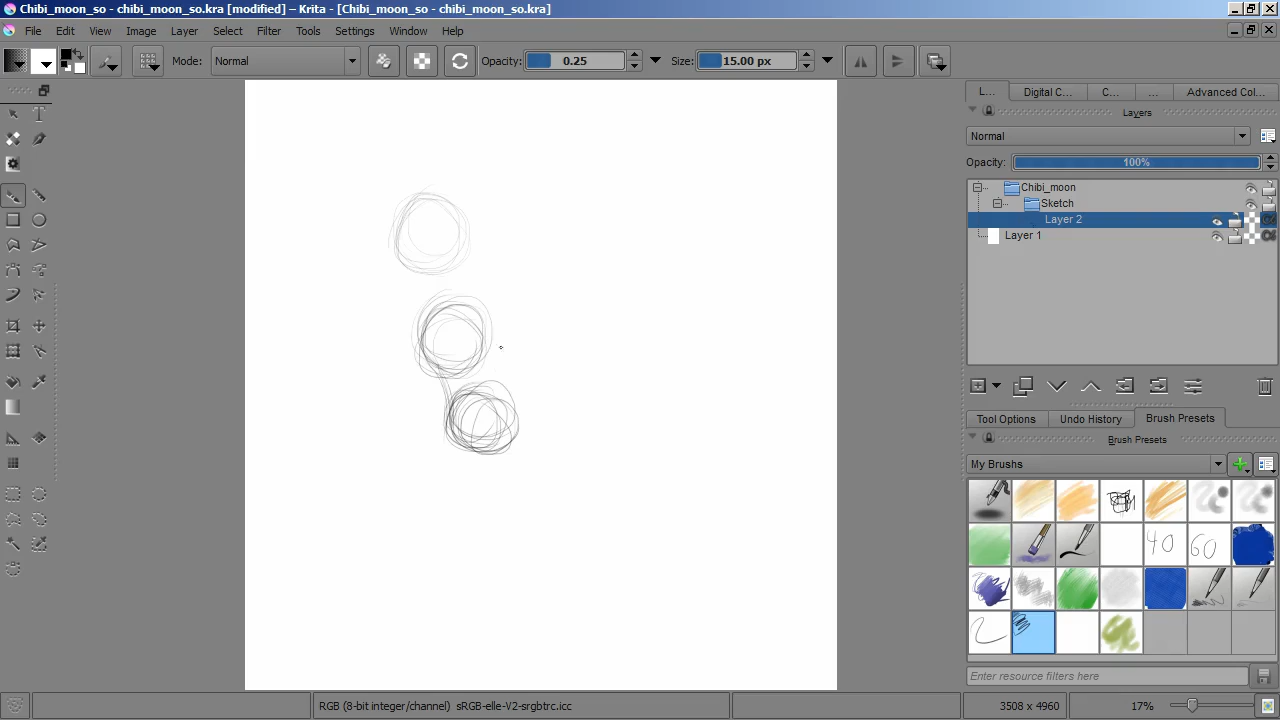 Chibi_moon_so - chibi_moon_so.kra [modified] – Krita - [Chibi_moon_so - chibi_moon_so.kra]
File Edit View Image Layer Select Filter Tools Settings Window Help
Mode: Normal Opacity: 0.25 Size: 15.00 px
L... Digital C... C... ... Advanced Col...
Layers
Normal
Opacity: 100%
Chibi_moon
Sketch
Layer 2
Layer 1
Tool Options Undo History Brush Presets
Brush Presets
My Brushs
40 60
Enter resource filters here
RGB (8-bit integer/channel) sRGB-elle-V2-srgbtrc.icc 3508 x 4960 17%